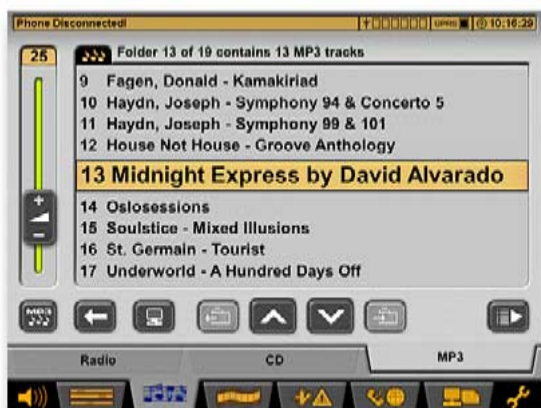 Phone Disconnected! GPRS 10:16:29
25 Folder 13 of 19 contains 13 MP3 tracks
9 Fagen, Donald - Kamakiriad
10 Haydn, Joseph - Symphony 94 & Concerto 5
11 Haydn, Joseph - Symphony 99 & 101
12 House Not House - Groove Anthology
13 Midnight Express by David Alvarado
14 Oslosessions
15 Soulstice - Mixed Illusions
16 St. Germain - Tourist
17 Underworld - A Hundred Days Off
MP3
Radio CD MP3